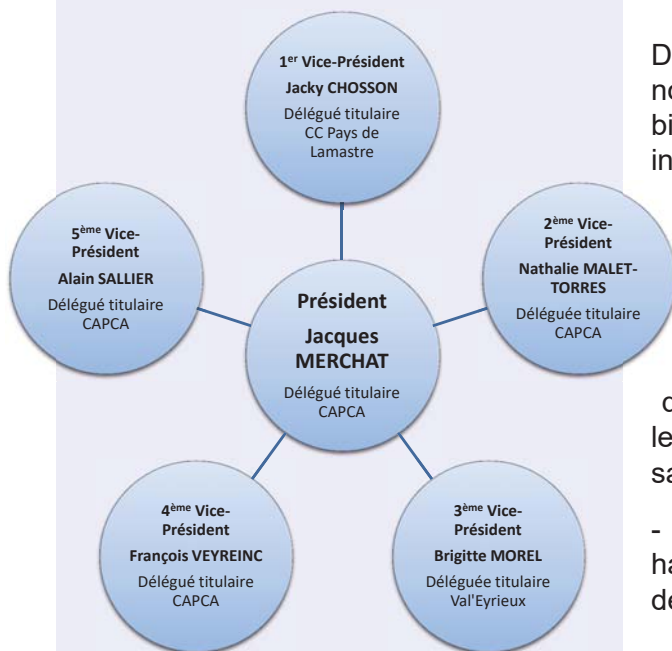 1er Vice-Président
Jacky CHOSSON
Délégué titulaire
CC Pays de
Lamastre
2ème Vice-
Président
Nathalie MALET-
TORRES
Déléguée titulaire
CAPCA
3ème Vice-
Président
Brigitte MOREL
Déléguée titulaire
Val'Eyrieux
4ème Vice-
Président
François VEYREINC
Délégué titulaire
CAPCA
5ème Vice-
Président
Alain SALLIER
Délégué titulaire
CAPCA
Président
Jacques
MERCHAT
Délégué titulaire
CAPCA